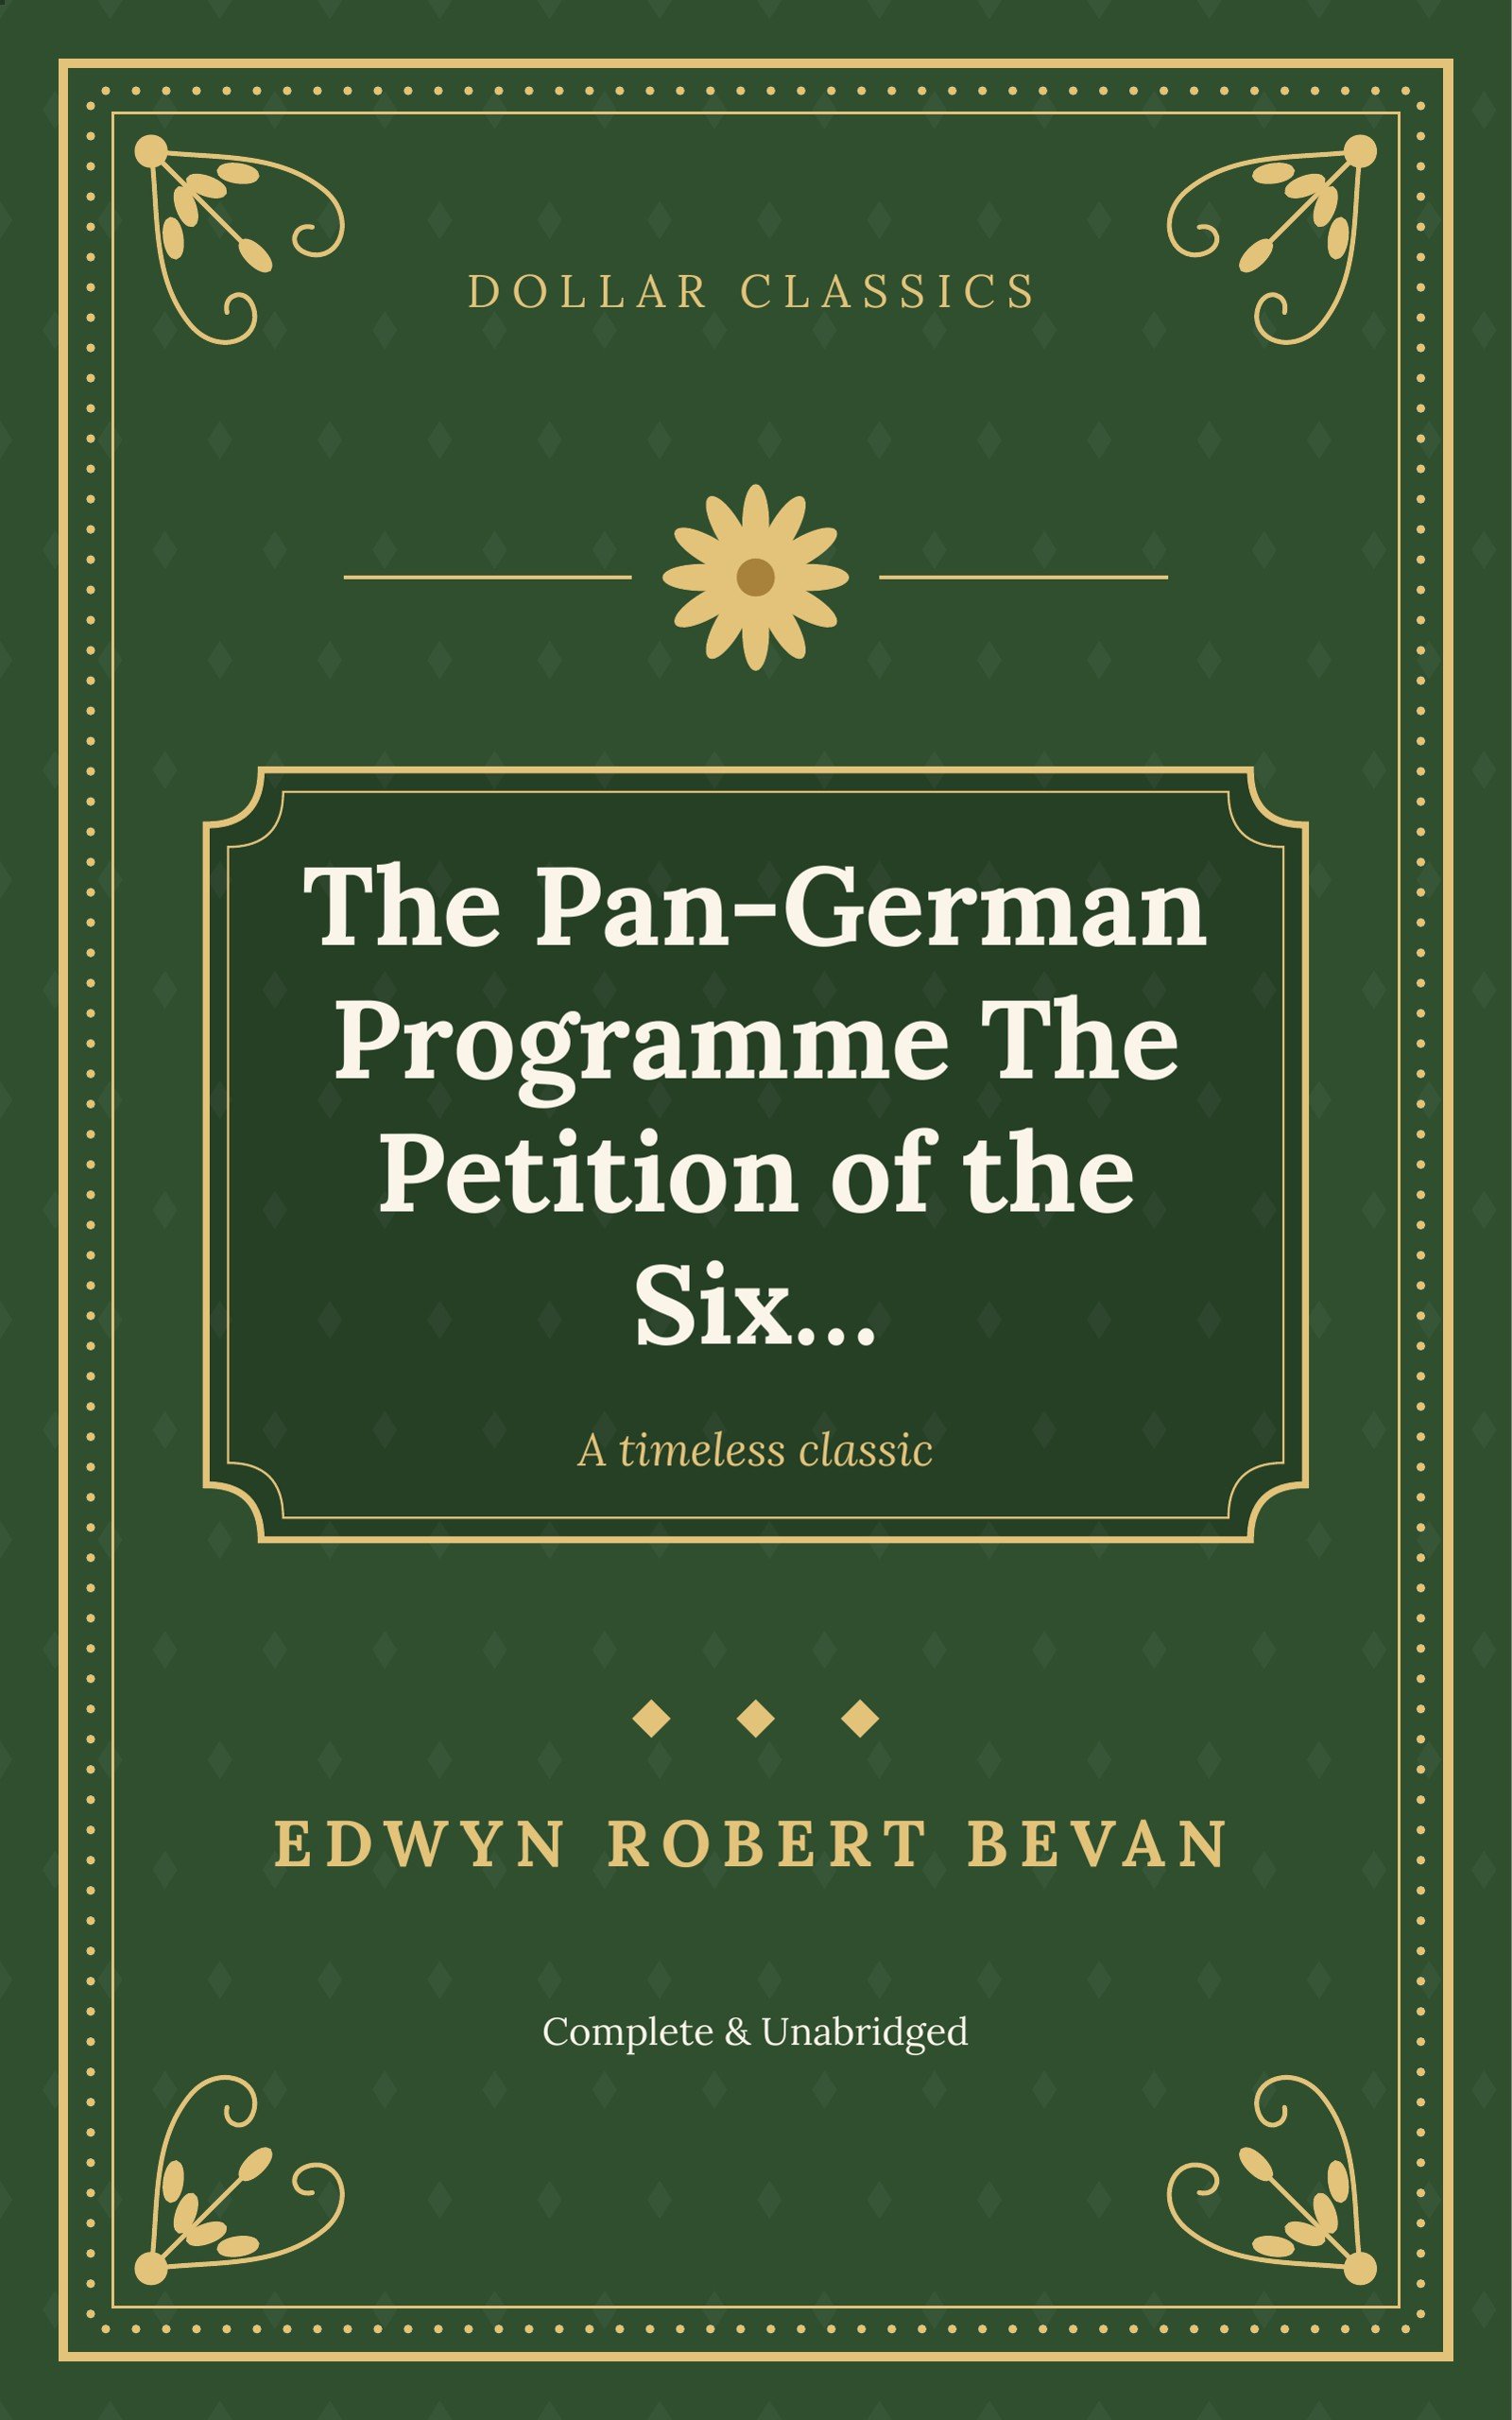 DOLLAR CLASSICS
The Pan-German
Programme The
Petition of the
Six...
A timeless classic
EDWYN ROBERT BEVAN
Complete & Unabridged